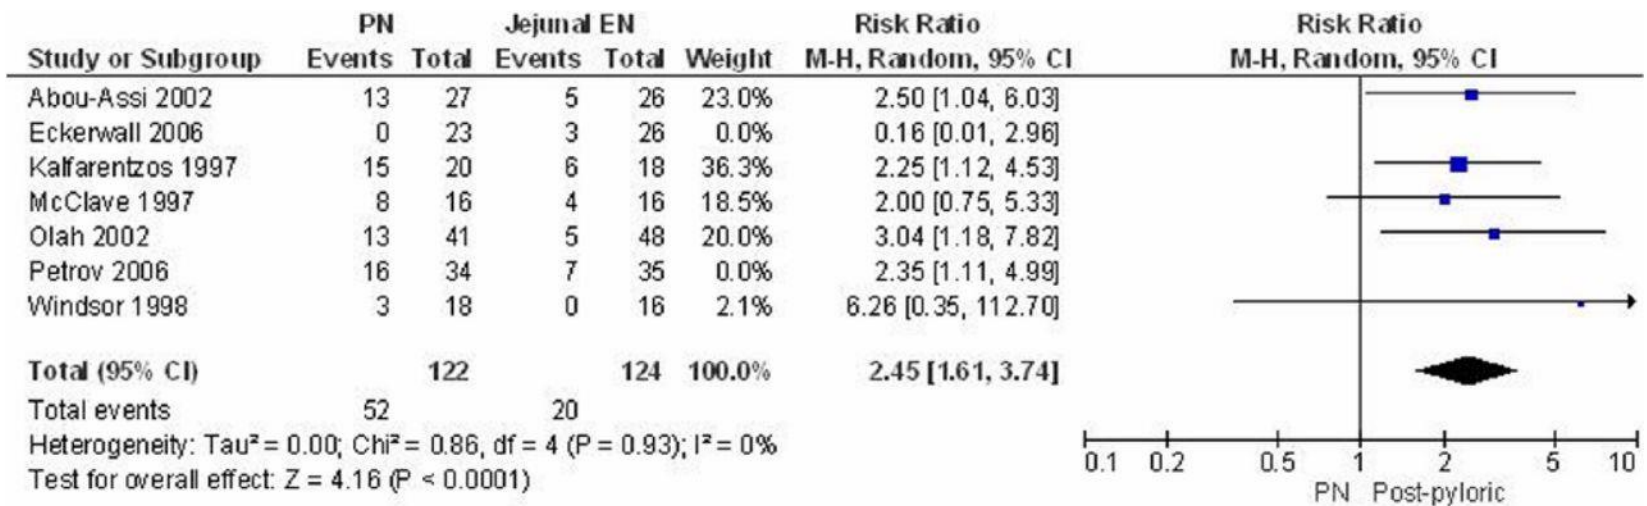 PN Jejunal EN Risk Ratio Risk Ratio
Study or Subgroup Events Total Events Total Weight M-H, Random, 95% CI M-H, Random, 95% CI
Abou-Assi 2002 13 27 5 26 23.0% 2.50 [1.04, 6.03]
Eckerwall 2006 0 23 3 26 0.0% 0.16 [0.01, 2.96]
Kalfarentzos 1997 15 20 6 18 36.3% 2.25 [1.12, 4.53]
McClave 1997 8 16 4 16 18.5% 2.00 [0.75, 5.33]
Olah 2002 13 41 5 48 20.0% 3.04 [1.18, 7.82]
Petrov 2006 16 34 7 35 0.0% 2.35 [1.11, 4.99]
Windsor 1998 3 18 0 16 2.1% 6.26 [0.35, 112.70]
Total (95% CI) 122 124 100.0% 2.45 [1.61, 3.74]
Total events 52 20
Heterogeneity: Tau² = 0.00; Chi² = 0.86, df = 4 (P = 0.93); I² = 0%
Test for overall effect: Z = 4.16 (P < 0.0001)
0.1 0.2 0.5 1 2 5 10
PN Post-pyloric